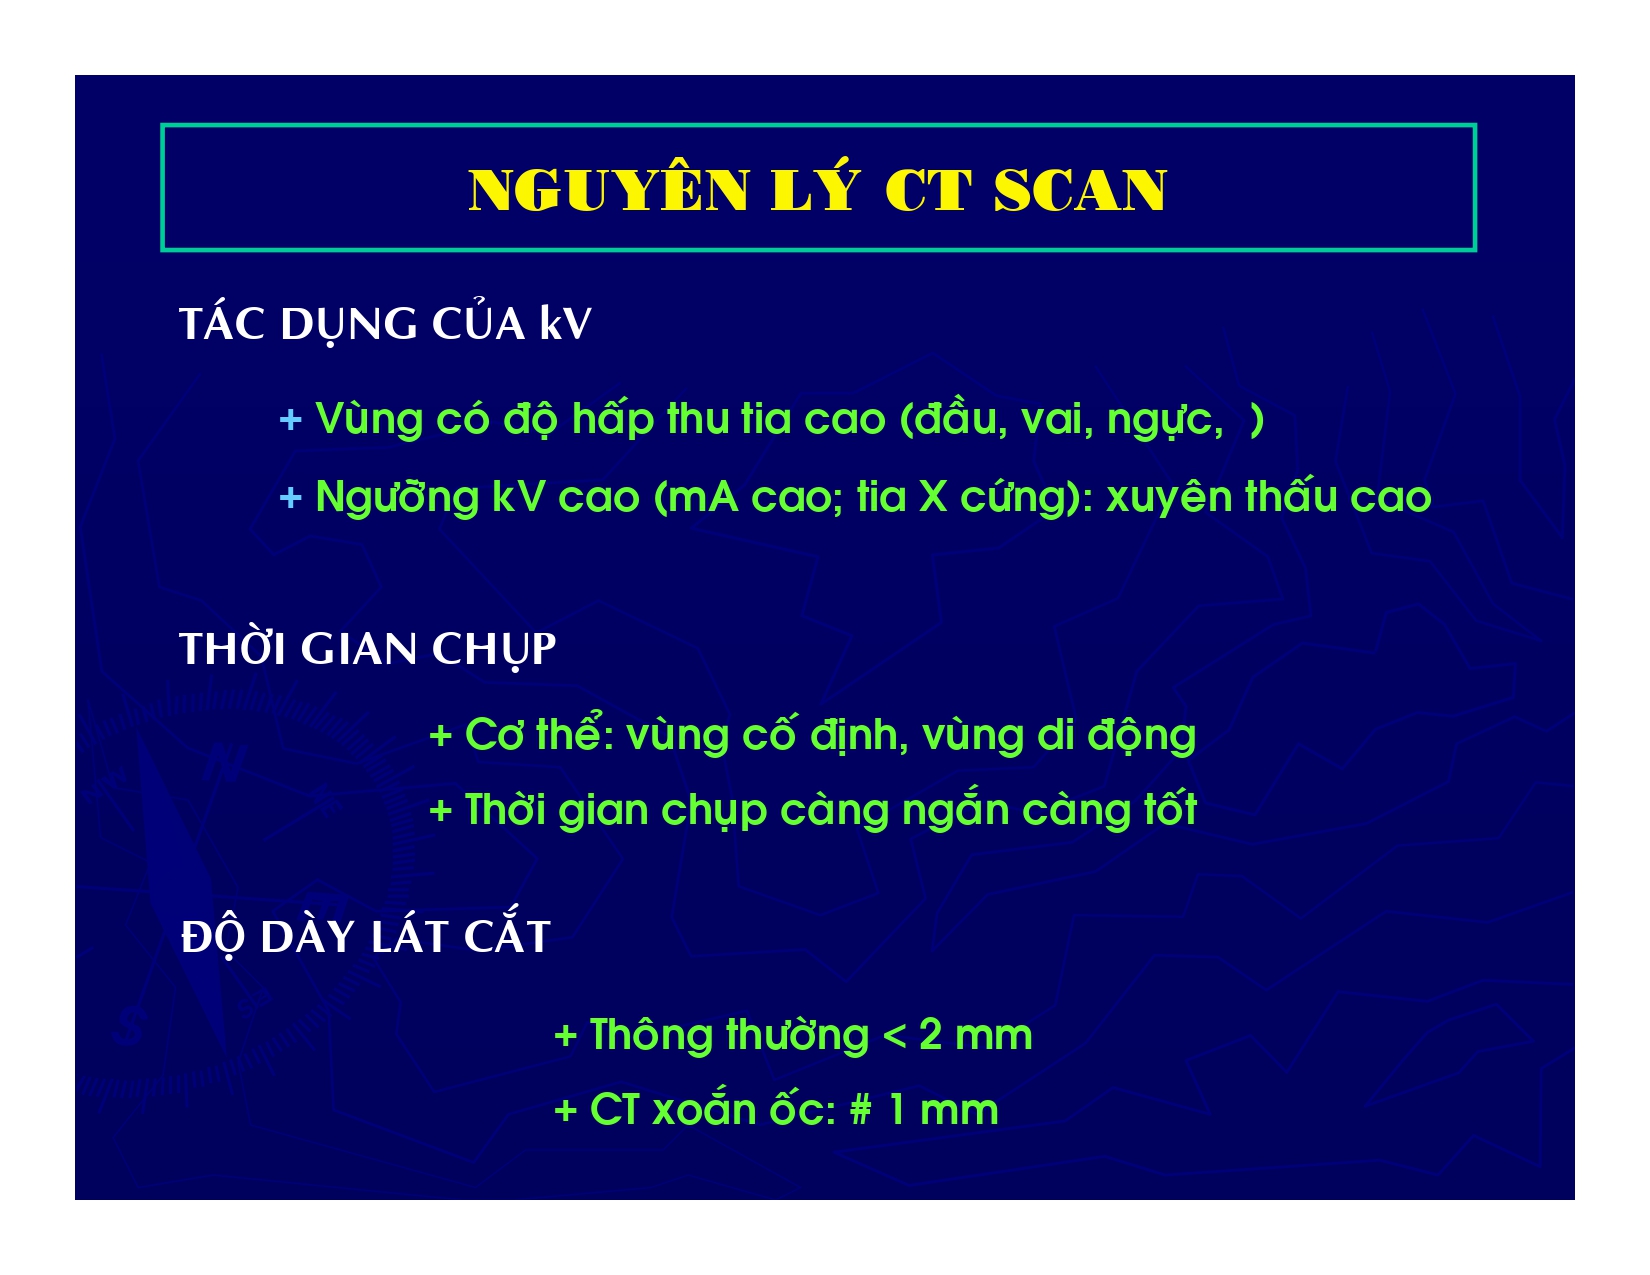 NGUYÊN LÝ CT SCAN
TÁC DỤNG CỦA kV
+ Vùng có độ hấp thu tia cao (đầu, vai, ngực,  )
+ Ngưỡng kV cao (mA cao; tia X cứng): xuyên thấu cao
THỜI GIAN CHỤP
+ Cơ thể: vùng cố định, vùng di động
+ Thời gian chụp càng ngắn càng tốt
ĐỘ DÀY LÁT CẮT
+ Thông thường < 2 mm
+ CT xoắn ốc: # 1 mm